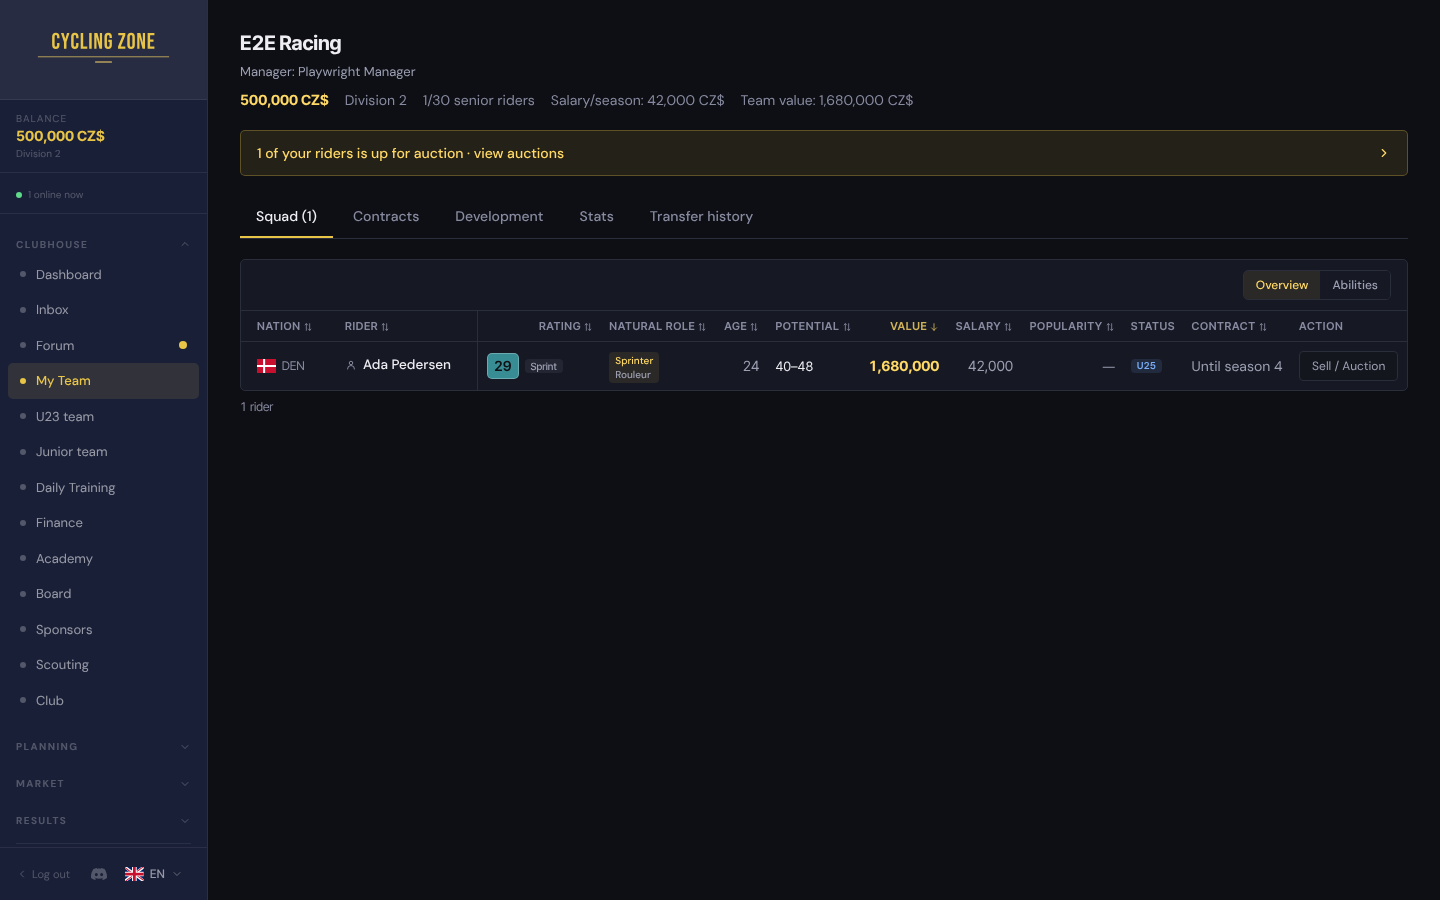 CYCLING ZONE
BALANCE
500,000 CZ$
Division 2
1 online now
CLUBHOUSE
Dashboard
Inbox
Forum
My Team
U23 team
Junior team
Daily Training
Finance
Academy
Board
Sponsors
Scouting
Club
PLANNING
MARKET
RESULTS
Log out
EN
E2E Racing
Manager: Playwright Manager
500,000 CZ$ Division 2 1/30 senior riders Salary/season: 42,000 CZ$ Team value: 1,680,000 CZ$
1 of your riders is up for auction · view auctions
Squad (1) Contracts Development Stats Transfer history
Overview Abilities
NATION RIDER RATING NATURAL ROLE AGE POTENTIAL VALUE ↓ SALARY POPULARITY STATUS CONTRACT ACTION
DEN Ada Pedersen 29 Sprint Sprinter 24 40–48 1,680,000 42,000 — U25 Until season 4 Sell / Auction
Rouleur
1 rider